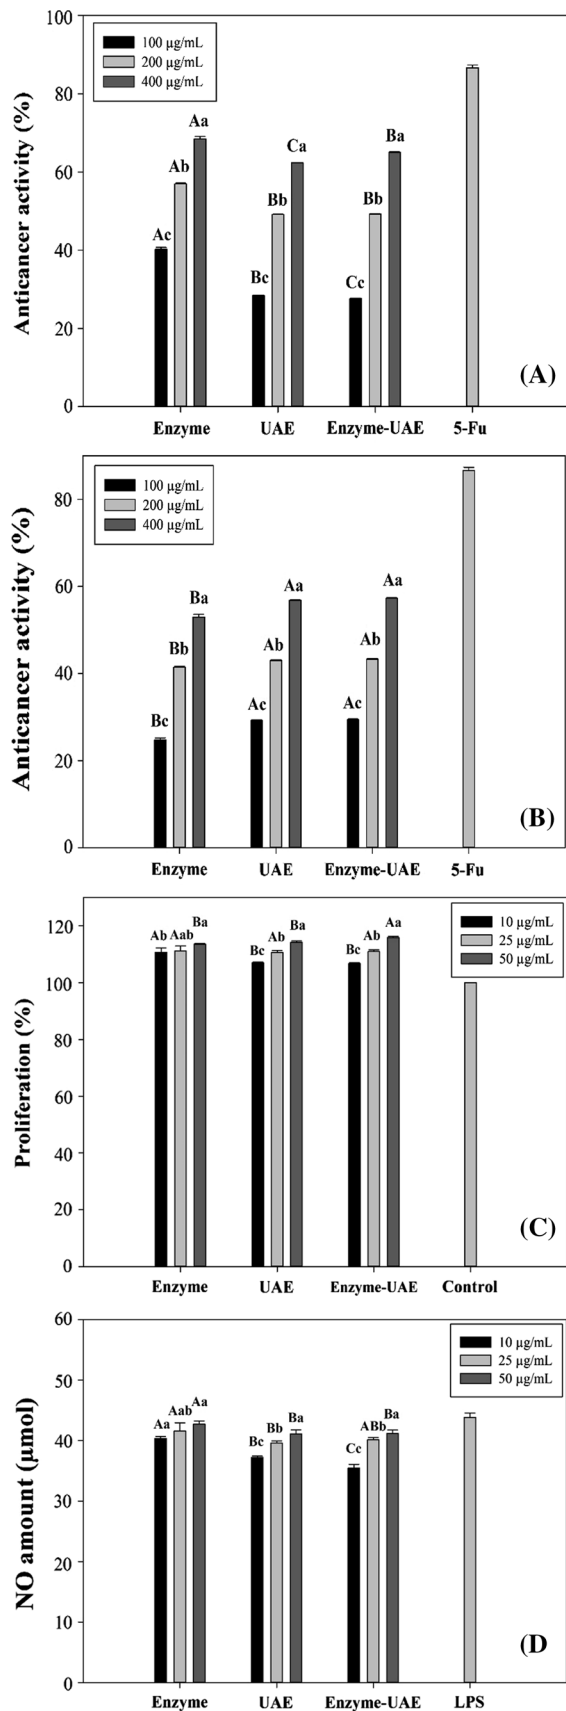 Anticancer activity (%)
100
80
60
40
20
0
100 µg/mL
200 µg/mL
400 µg/mL
Ac
Ab
Aa
Bc
Bb
Ca
Cc
Bb
Ba
(A)
Enzyme UAE Enzyme-UAE 5-Fu
Anticancer activity (%)
80
60
40
20
0
100 µg/mL
200 µg/mL
400 µg/mL
Bc
Bb
Ba
Ac
Ab
Aa
Ac
Ab
Aa
(B)
Enzyme UAE Enzyme-UAE 5-Fu
Proliferation (%)
120
100
80
60
40
20
0
10 µg/mL
25 µg/mL
50 µg/mL
Ab
Aab
Ba
Bc
Ab
Ba
Bc
Ab
Aa
(C)
Enzyme UAE Enzyme-UAE Control
NO amount (µmol)
60
50
40
30
20
10
0
10 µg/mL
25 µg/mL
50 µg/mL
Aa
Aab
Aa
Bc
Bb
Ba
Cc
ABb
Ba
(D
Enzyme UAE Enzyme-UAE LPS